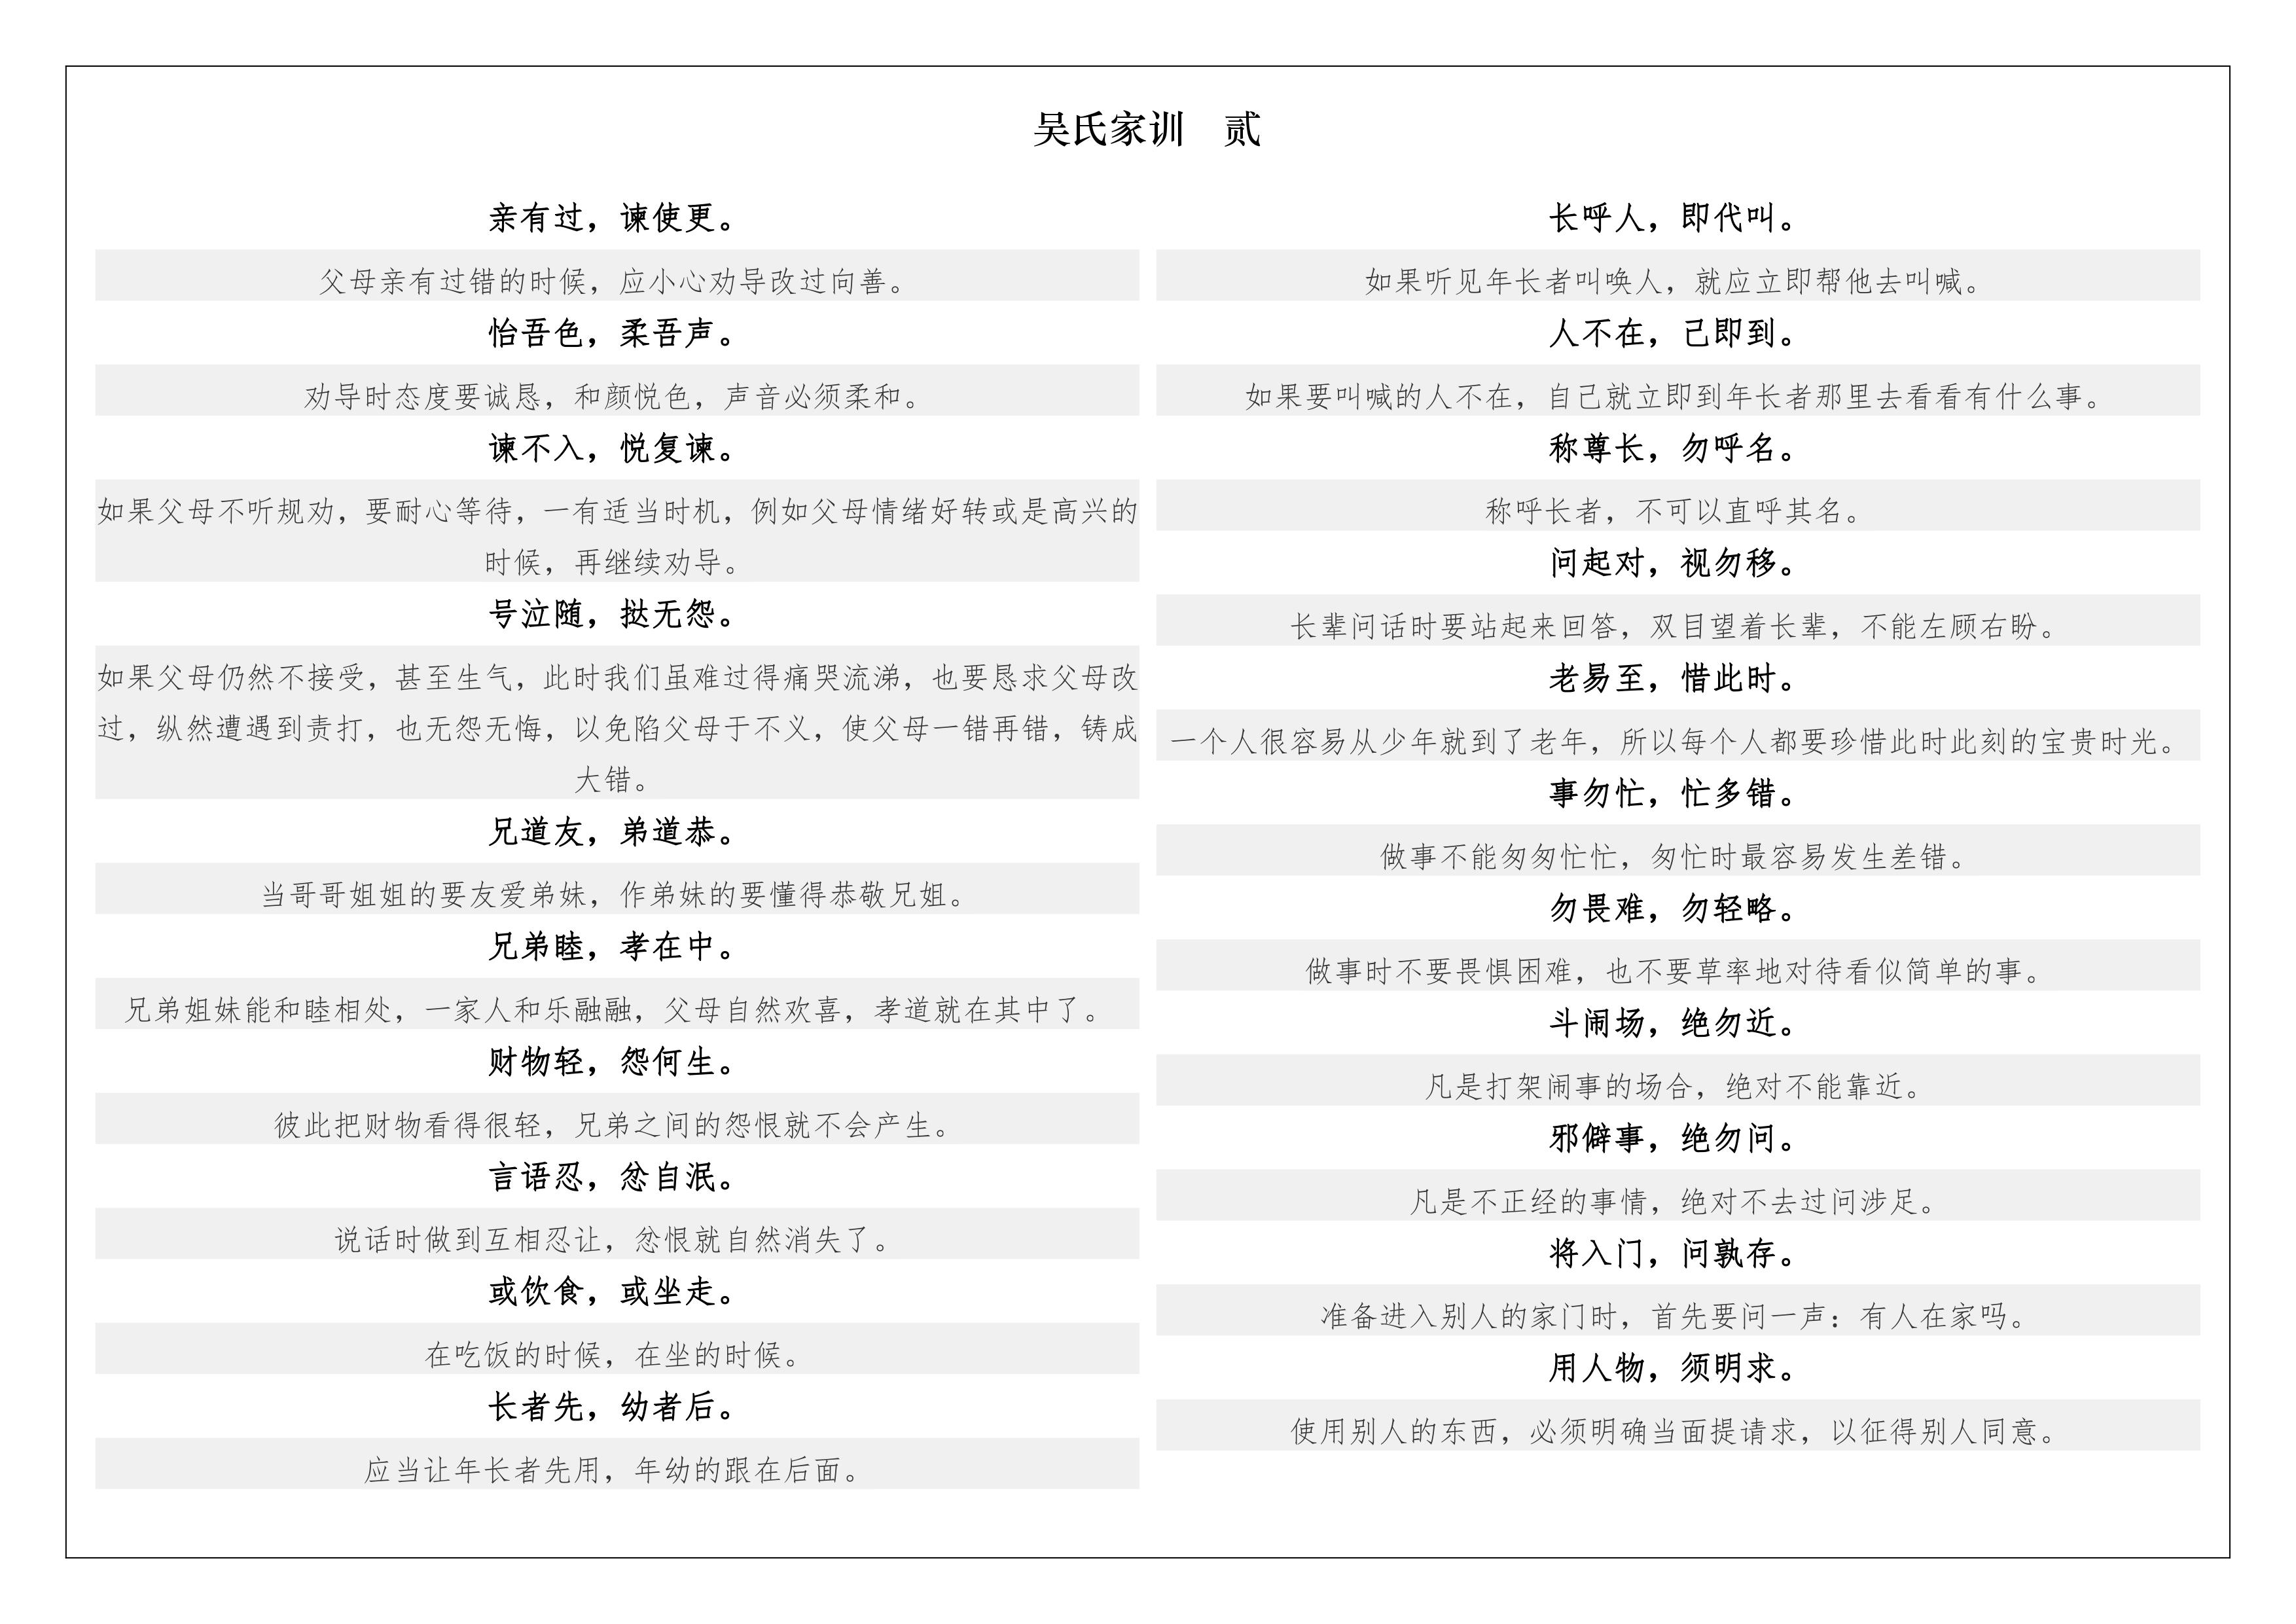 吴氏家训　贰
亲有过，谏使更。
父母亲有过错的时候，应小心劝导改过向善。
怡吾色，柔吾声。
劝导时态度要诚恳，和颜悦色，声音必须柔和。
谏不入，悦复谏。
如果父母不听规劝，要耐心等待，一有适当时机，例如父母情绪好转或是高兴的
时候，再继续劝导。
号泣随，挞无怨。
如果父母仍然不接受，甚至生气，此时我们虽难过得痛哭流涕，也要恳求父母改
过，纵然遭遇到责打，也无怨无悔，以免陷父母于不义，使父母一错再错，铸成
大错。
兄道友，弟道恭。
当哥哥姐姐的要友爱弟妹，作弟妹的要懂得恭敬兄姐。
兄弟睦，孝在中。
兄弟姐妹能和睦相处，一家人和乐融融，父母自然欢喜，孝道就在其中了。
财物轻，怨何生。
彼此把财物看得很轻，兄弟之间的怨恨就不会产生。
言语忍，忿自泯。
说话时做到互相忍让，忿恨就自然消失了。
或饮食，或坐走。
在吃饭的时候，在坐的时候。
长者先，幼者后。
应当让年长者先用，年幼的跟在后面。
长呼人，即代叫。
如果听见年长者叫唤人，就应立即帮他去叫喊。
人不在，己即到。
如果要叫喊的人不在，自己就立即到年长者那里去看看有什么事。
称尊长，勿呼名。
称呼长者，不可以直呼其名。
问起对，视勿移。
长辈问话时要站起来回答，双目望着长辈，不能左顾右盼。
老易至，惜此时。
一个人很容易从少年就到了老年，所以每个人都要珍惜此时此刻的宝贵时光。
事勿忙，忙多错。
做事不能匆匆忙忙，匆忙时最容易发生差错。
勿畏难，勿轻略。
做事时不要畏惧困难，也不要草率地对待看似简单的事。
斗闹场，绝勿近。
凡是打架闹事的场合，绝对不能靠近。
邪僻事，绝勿问。
凡是不正经的事情，绝对不去过问涉足。
将入门，问孰存。
准备进入别人的家门时，首先要问一声：有人在家吗。
用人物，须明求。
使用别人的东西，必须明确当面提请求，以征得别人同意。